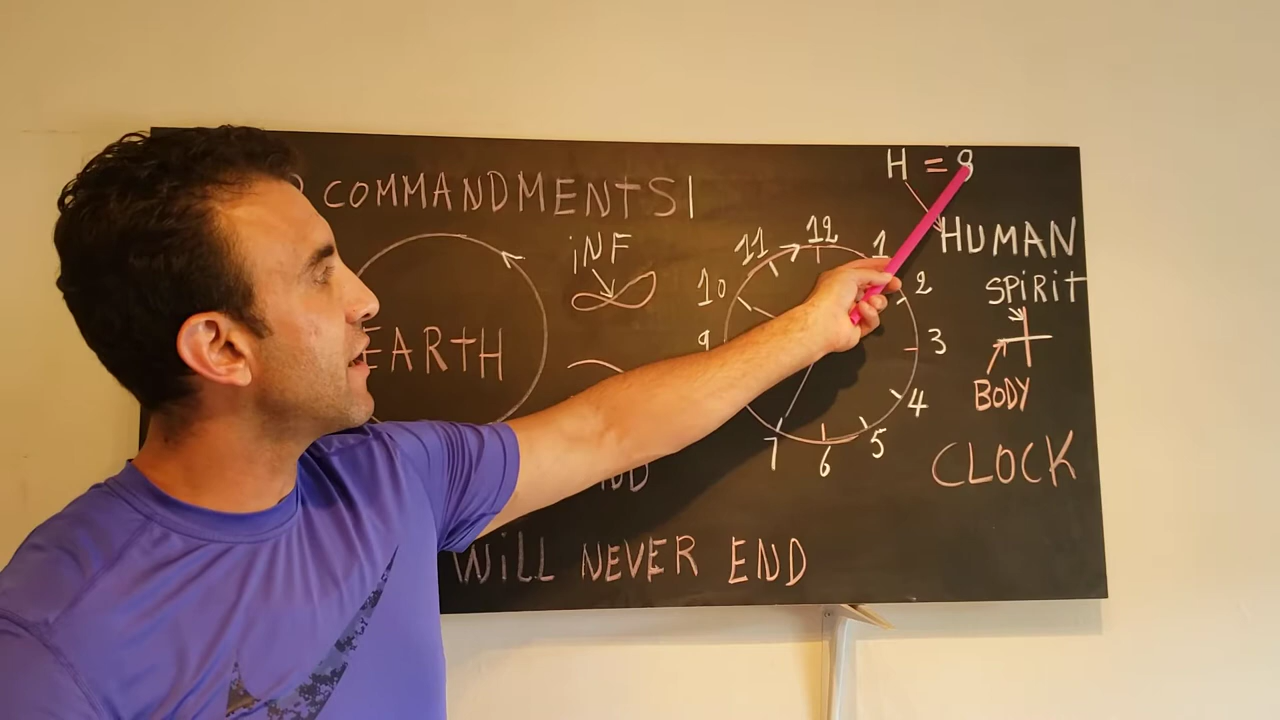 COMMANDMENTS
H = 8
HUMAN
SPiRiT
BODY
CLOCK
iNF
EARTH
12
1
2
3
4
5
6
7
9
10
11
WiLL NEVER END